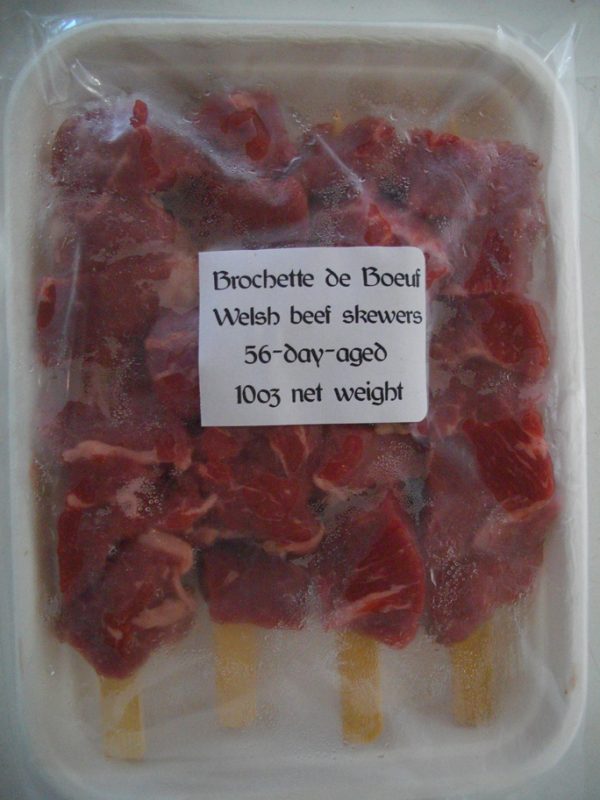 Brochette de Boeuf
Welsh beef skewers
56-day-aged
10oz net weight